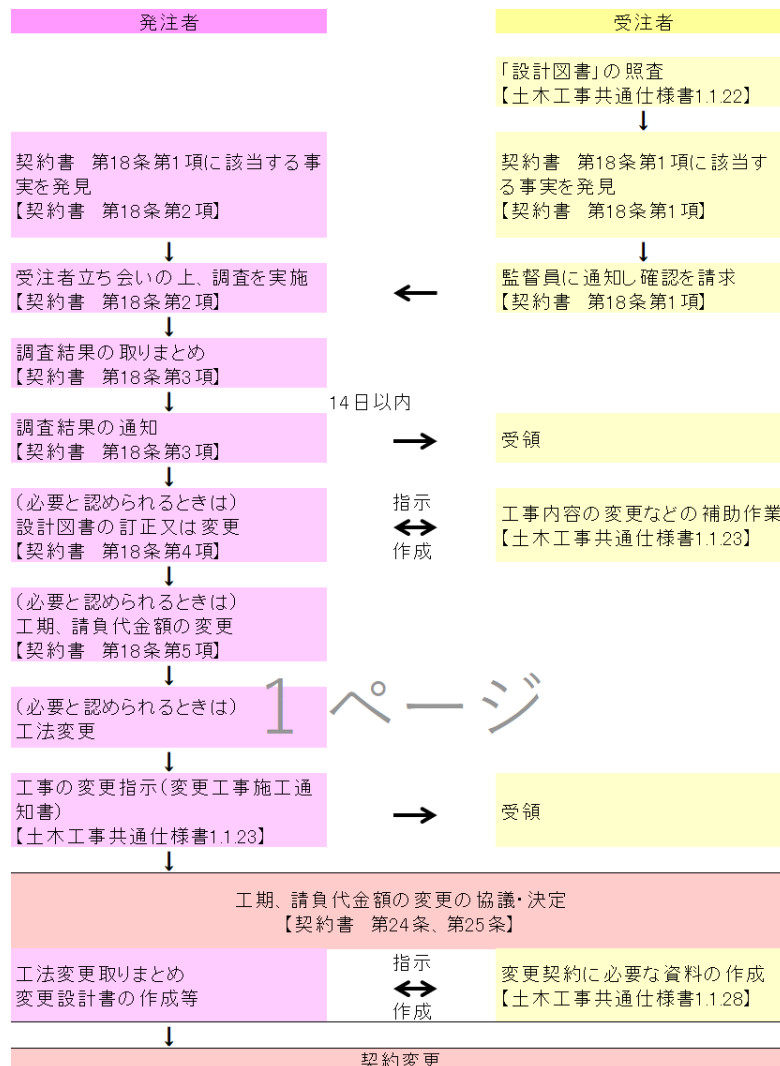 発注者
受注者
「設計図書」の照査
【土木工事共通仕様書1.1.22】
契約書 第18条第1項に該当する事
実を発見
【契約書 第18条第2項】
契約書 第18条第1項に該当す
る事実を発見
【契約書 第18条第1項】
受注者立ち会いの上、調査を実施
【契約書 第18条第2項】
監督員に通知し確認を請求
【契約書 第18条第1項】
調査結果の取りまとめ
【契約書 第18条第3項】
14日以内
調査結果の通知
【契約書 第18条第3項】
受領
(必要と認められるときは)
設計図書の訂正又は変更
【契約書 第18条第4項】
指示
作成
工事内容の変更などの補助作業
【土木工事共通仕様書1.1.23】
(必要と認められるときは)
工期、請負代金額の変更
【契約書 第18条第5項】
1 ページ
(必要と認められるときは)
工法変更
工事の変更指示(変更工事施工通
知書)
【土木工事共通仕様書1.1.23】
受領
工期、請負代金額の変更の協議・決定
【契約書 第24条、第25条】
工法変更取りまとめ
変更設計書の作成等
指示
作成
変更契約に必要な資料の作成
【土木工事共通仕様書1.1.28】
契約変更